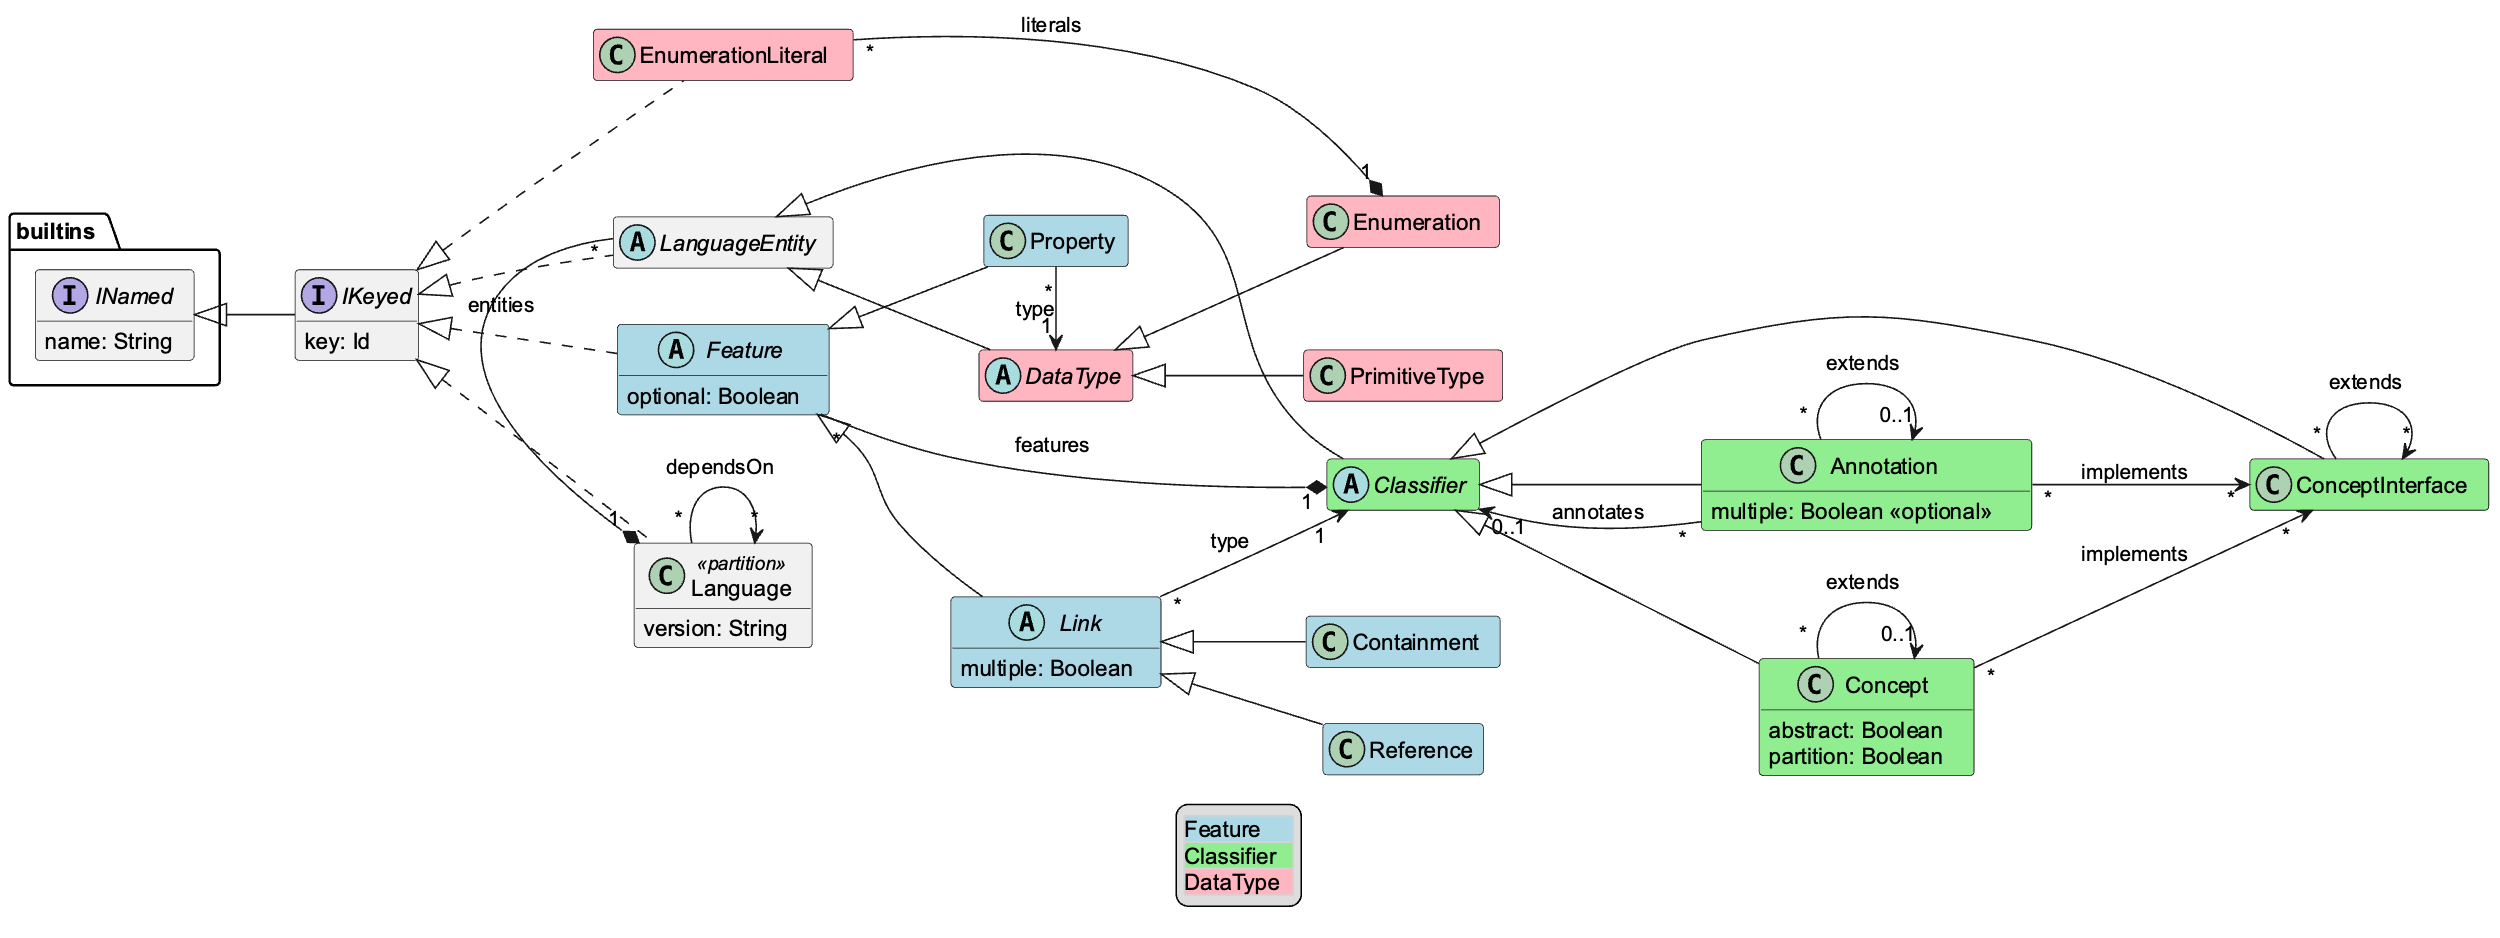 literals
C EnumerationLiteral
*
1
builtins
I INamed
name: String
I IKeyed
key: Id
*
A LanguageEntity
entities
C Property
*
type
1
C Enumeration
A Feature
optional: Boolean
A DataType
C PrimitiveType
*
features
1
A Classifier
extends
*
0..1
C Annotation
multiple: Boolean «optional»
extends
*
*
implements
*
*
C ConceptInterface
annotates
0..1
*
dependsOn
*
*
1
«partition»
C Language
version: String
type
1
*
A Link
multiple: Boolean
C Containment
C Reference
implements
*
*
extends
*
0..1
C Concept
abstract: Boolean
partition: Boolean
Feature
Classifier
DataType